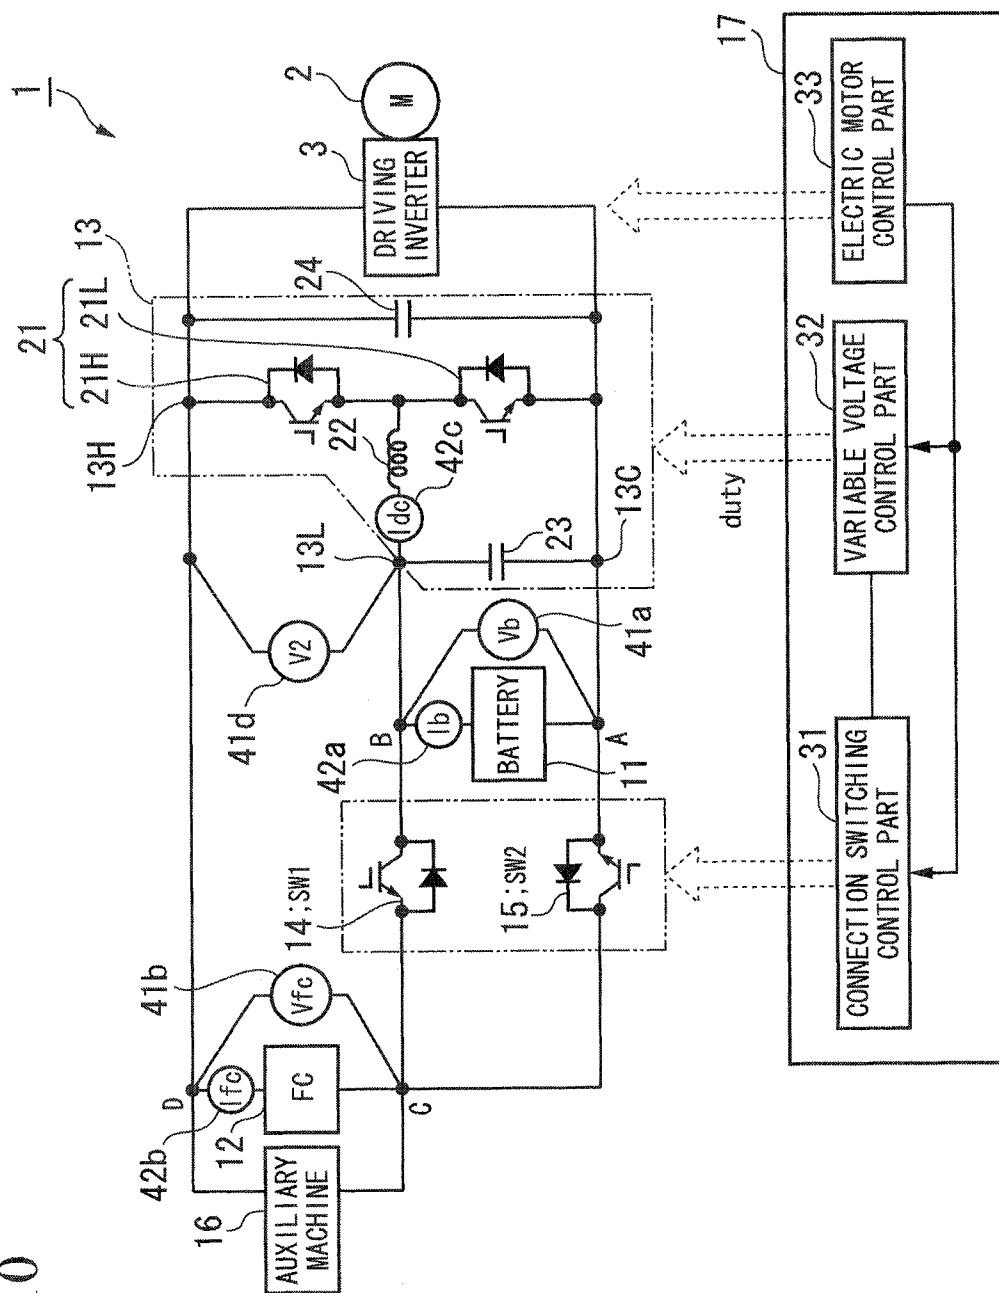 10
1
13
21
21H
21L
24
3
2
DRIVING
INVERTER
M
13H
22
42c
Idc
13L
23
13C
41d
V2
B
42a
Ib
BATTERY
Vb
41a
A
11
14;SW1
15;SW2
41b
Vfc
D
Ifc
42b
12
FC
C
16
AUXILIARY
MACHINE
duty
17
31
CONNECTION SWITCHING
CONTROL PART
32
VARIABLE VOLTAGE
CONTROL PART
33
ELECTRIC MOTOR
CONTROL PART